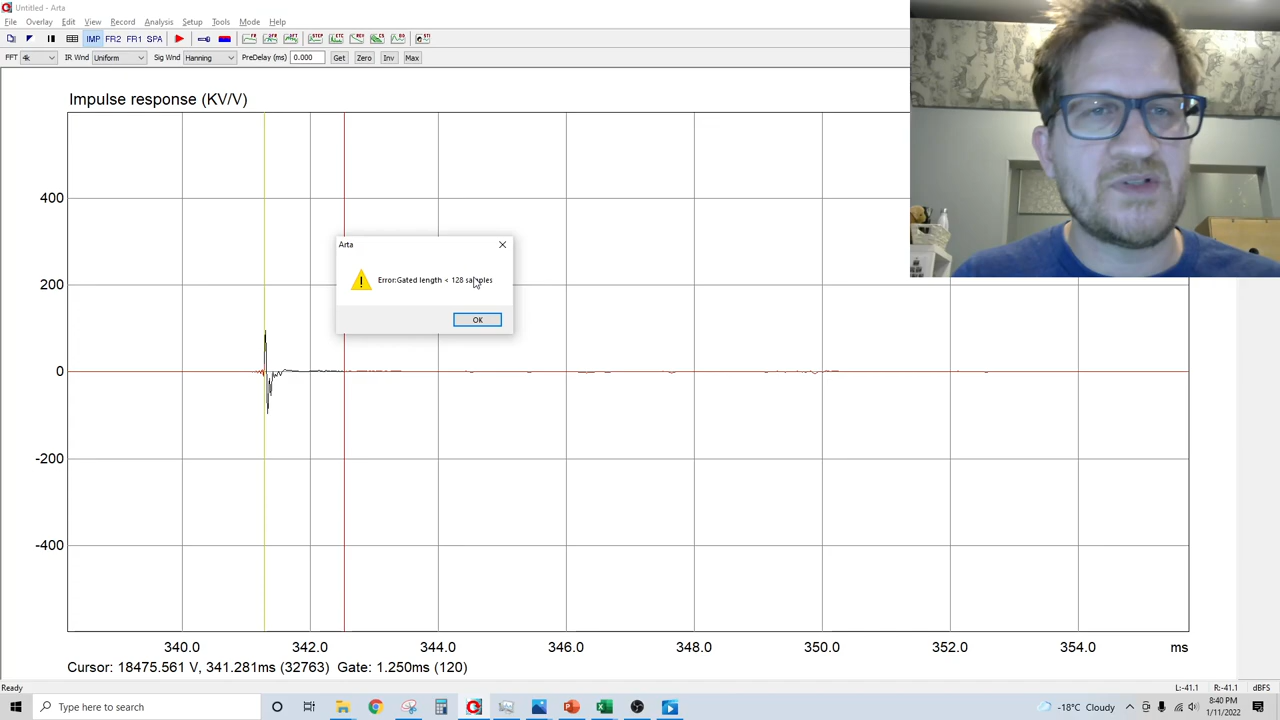 Untitled - Arta
File Overlay Edit View Record Analysis Setup Tools Mode Help
IMP FR2 FR1 SPA
FFT 4k IR Wnd Uniform Sig Wnd Hanning PreDelay (ms) 0.000 Get Zero Inv Max
Impulse response (KV/V)
400
200
0
-200
-400
Arta
Error:Gated length < 128 samples
OK
340.0 342.0 344.0 346.0 348.0 350.0 352.0 354.0 ms
Cursor: 18475.561 V, 341.281ms (32763) Gate: 1.250ms (120)
Ready L:-41.1 R:-41.1 dBFS
Type here to search
-18°C Cloudy
8:40 PM
1/11/2022